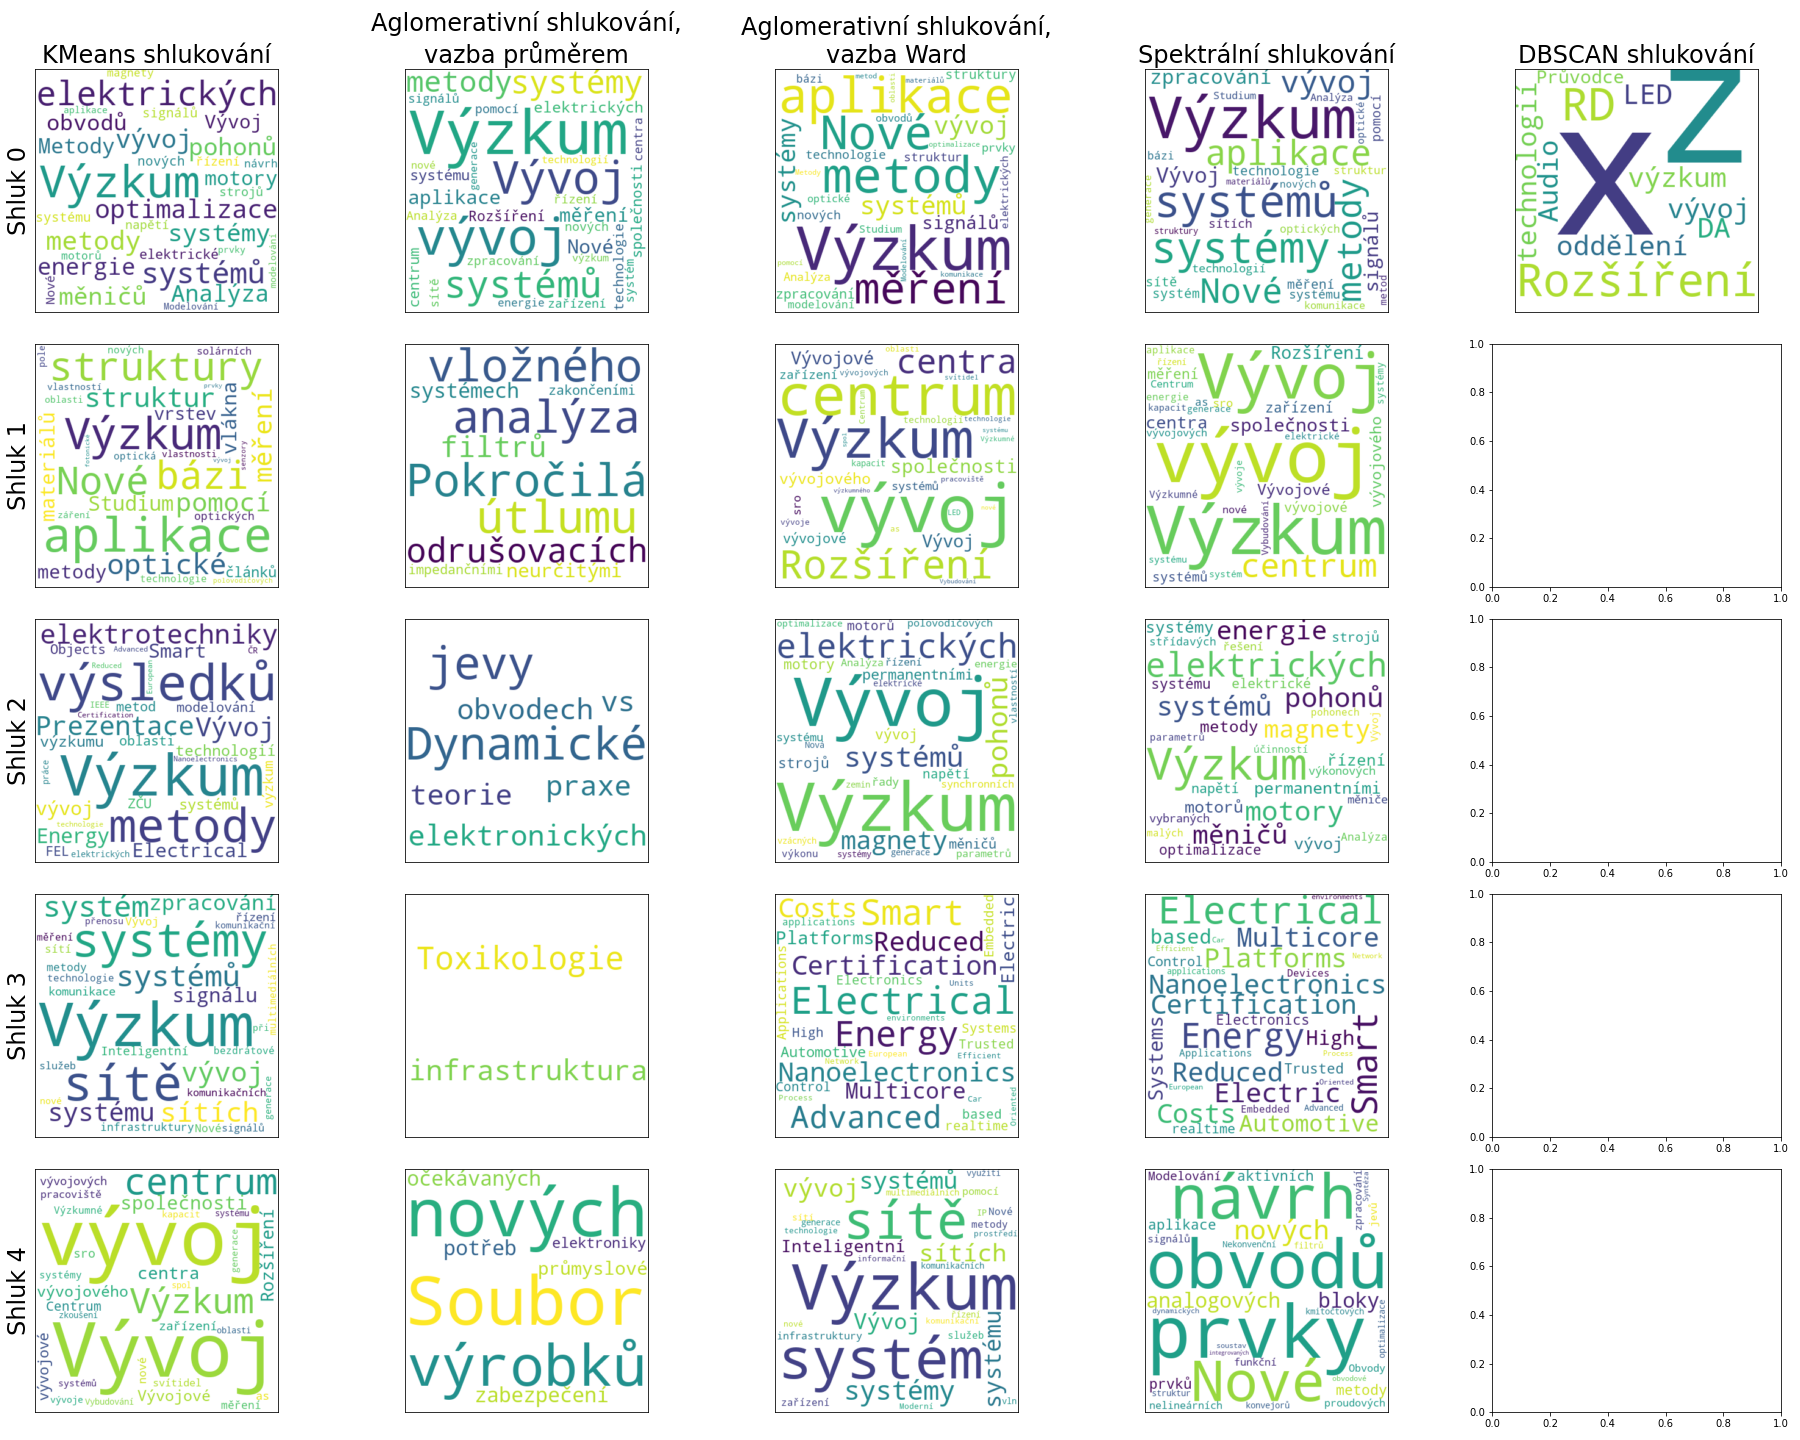 KMeans shlukování
Aglomerativní shlukování,
vazba průměrem
Aglomerativní shlukování,
vazba Ward
Spektrální shlukování
DBSCAN shlukování
Shluk 0
magnety
elektrických
aplikace signálů
obvodů Vývoj
Metody vývoj pohonů
nových řízení návrh
Výzkum motory
strojů
optimalizace
systému napětí
metody systémy
motorů elektrické prvky
energie systémů
Nové měničů Analýza
Modelování
modelování
metody systémy
signálů pomocí elektrických
Výzkum
centra
nové technologií
systému generace Vývoj
aplikace řízení
Analýza Rozšíření měření
společnosti
vývoj nových
Nové
zpracování výzkum
technologie
systém
centrum sítě systémů
energie zařízení
bázi metod materiálů struktury
oblasti
aplikace
systémy obvodů
Nové vývoj
optimalizace
technologie struktur prvky
Metody metody
elektrických
optické systémů
nových signálů
Studium
Výzkum
Modelování
pomocí komunikace
Analýza měření
zpracování
modelování
zpracování vývoj
Studium Analýza
Výzkum
optické pomocí
bázi aplikace
struktur
Vývoj technologie
materiálů nových
generace systémů
metody
struktury sítích optických
signálů
systémy
technologií
sítě měření
systém Nové systému
komunikace
metod
Průvodce
Z
RD LED
technologií
Audio X
výzkum
vývoj
DA
oddělení
Rozšíření
Shluk 1
pole nových solárních
struktury
vlastností prvky
oblasti struktur
vrstev vlákna
materiálů Výzkum měření
optická vlastnosti
fotonické senzory vývoj
Nové bázi
Studium pomocí
záření optických
aplikace
metody optické článků
technologie polovodičových
vložného
systémech zakončeními
analýza
filtrů
Pokročilá
útlumu
odrušovacích
impedančními neurčitými
Vývojové oblasti centra
zařízení vývojových svítidel
centrum
Centrum
technologií technologie
Výzkum systému
Výzkumné
spol
kapacit společnosti
vývojového pracoviště
výzkumného systémů
sro vývoj
LED nové
vývoje as
vývojové Vývoj
Rozšíření
Vybudování
aplikace Rozšíření
řízení
měření Vývoj systémy
Centrum
energie as sro
kapacit generace zařízení
centra společnosti
vývojových elektrické
vývojového
vývoj
vývoje
Výzkumné Vývojové
nové vývojové
Výzkum
Vybudování
systému
systémů systém centrum
1.0
0.8
0.6
0.4
0.2
0.0
0.0 0.2 0.4 0.6 0.8 1.0
Shluk 2
elektrotechniky
Objects Advanced Smart ČR
Reduced European
výsledků
IEEE metod modelování
Certification
Prezentace Vývoj
výzkumu oblasti technologií
Nanoelectronics
práce Výzkum výzkum
vývoj ZČU systémů
technologie
Energy metody
FEL elektrických Electrical
jevy
obvodech vs
Dynamické
teorie praxe
elektronických
optimalizace motorů polovodičových
elektrických
motory Analýza řízení energie
permanentními
elektrické
Vývoj
pohonů vlastností
systému vývoj
Nová
strojů systémů
napětí
zemin řady synchronních
Výzkum
vzácných magnety měničů
výkonu systémy generace parametrů
systémy energie strojů
střídavých řešení
elektrických
systému elektrické
systémů pohonů
pohonech
metody magnety Vývoj
parametrů
účinností
Výzkum řízení
výkonových
napětí permanentními
motorů motory měniče
vybraných
malých měničů Analýza
optimalizace vývoj
1.0
0.8
0.6
0.4
0.2
0.0
0.0 0.2 0.4 0.6 0.8 1.0
Shluk 3
systém zpracování
přenosu Vývoj řízení
komunikační
měření systémy
sítí
metody systémů
technologie
komunikace signálu
multimediálních
Výzkum při
Inteligentní bezdrátové
služeb
sítě vývoj
nové komunikačních
generace
systému sítích
infrastruktury Nové signálů
Toxikologie
infrastruktura
Costs Smart
applications
Embedded Electric
Platforms Reduced
Certification
Electronics Units
Applications Electrical
environments
High Energy Systems
Trusted
Automotive European
Network Efficient
Nanoelectronics
Control Multicore
Process Car
Oriented
Advanced based
realtime
environments
Electrical
based Car Multicore
Efficient
Control Platforms Network
applications Devices
Nanoelectronics
Certification
Electronics
Systems Energy High Smart
Applications Process
Reduced Trusted
European Oriented
Electric
Costs Embedded Advanced
realtime Automotive
1.0
0.8
0.6
0.4
0.2
0.0
0.0 0.2 0.4 0.6 0.8 1.0
Shluk 4
vývojových centrum
pracoviště společnosti
Výzkumné kapacit systému
vývoj
generace Rozšíření
sro
systémy centra
spol
vývojového Výzkum
Centrum
zkoušení zařízení oblasti
Vývoj
vývojové nové
systémů svítidel
vývoje Vybudování Vývojové as
měření
očekávaných
nových
potřeb elektroniky
průmyslové
Soubor
výrobků
zabezpečení
vývoj systémů využití
multimediálních pomocí
sítí sítě IP Nové
generace metody
technologie prostředí
Inteligentní sítích
informační komunikačních
Výzkum
nové Vývoj řízení
komunikační
infrastruktury služeb
systému
systém
systémy
zařízení Moderní vln
Modelování aktivních
zpracování Syntéza
návrh
jevů
aplikace nových
signálů Nekonvenční filtrů
obvodů
analogových bloky
dynamických kmitočtových
optimalizace
prvky
soustav
integrovaných
funkční Obvody
prvků Nové obvodové
struktur metody
nelineárních konvejorů proudových
1.0
0.8
0.6
0.4
0.2
0.0
0.0 0.2 0.4 0.6 0.8 1.0